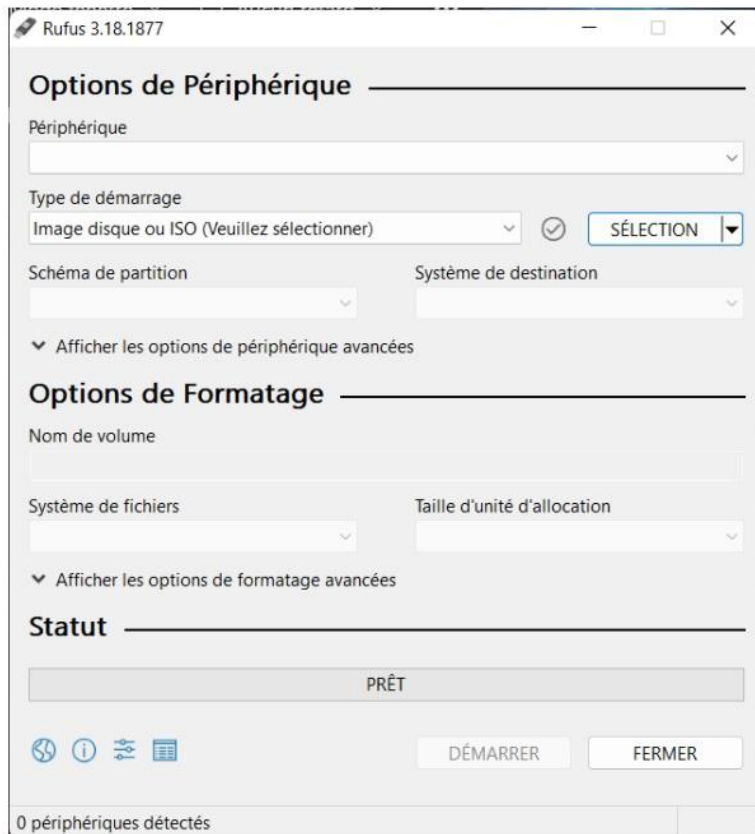 Rufus 3.18.1877
Options de Périphérique
Périphérique
Type de démarrage
Image disque ou ISO (Veuillez sélectionner)
SÉLECTION
Schéma de partition
Système de destination
Afficher les options de périphérique avancées
Options de Formatage
Nom de volume
Système de fichiers
Taille d'unité d'allocation
Afficher les options de formatage avancées
Statut
PRÊT
DÉMARRER
FERMER
0 périphériques détectés